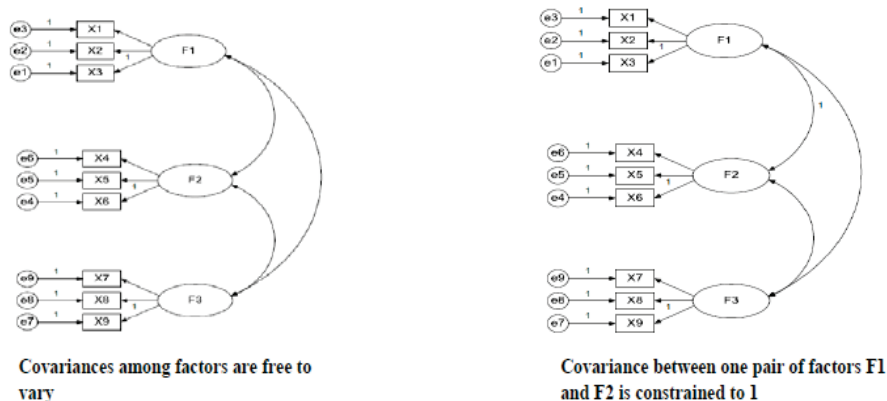 e3 1 X1
e2 1 X2 F1
e1 1 X3 1
e6 1 X4
e5 1 X5 F2
e4 1 X6 1
e9 1 X7
e8 1 X8 F3
e7 1 X9 1
Covariances among factors are free to
vary
e3 1 X1
e2 1 X2 F1
e1 1 X3 1
1
e6 1 X4
e5 1 X5 F2
e4 1 X6 1
e9 1 X7
e8 1 X8 F3
e7 1 X9 1
Covariance between one pair of factors F1
and F2 is constrained to 1